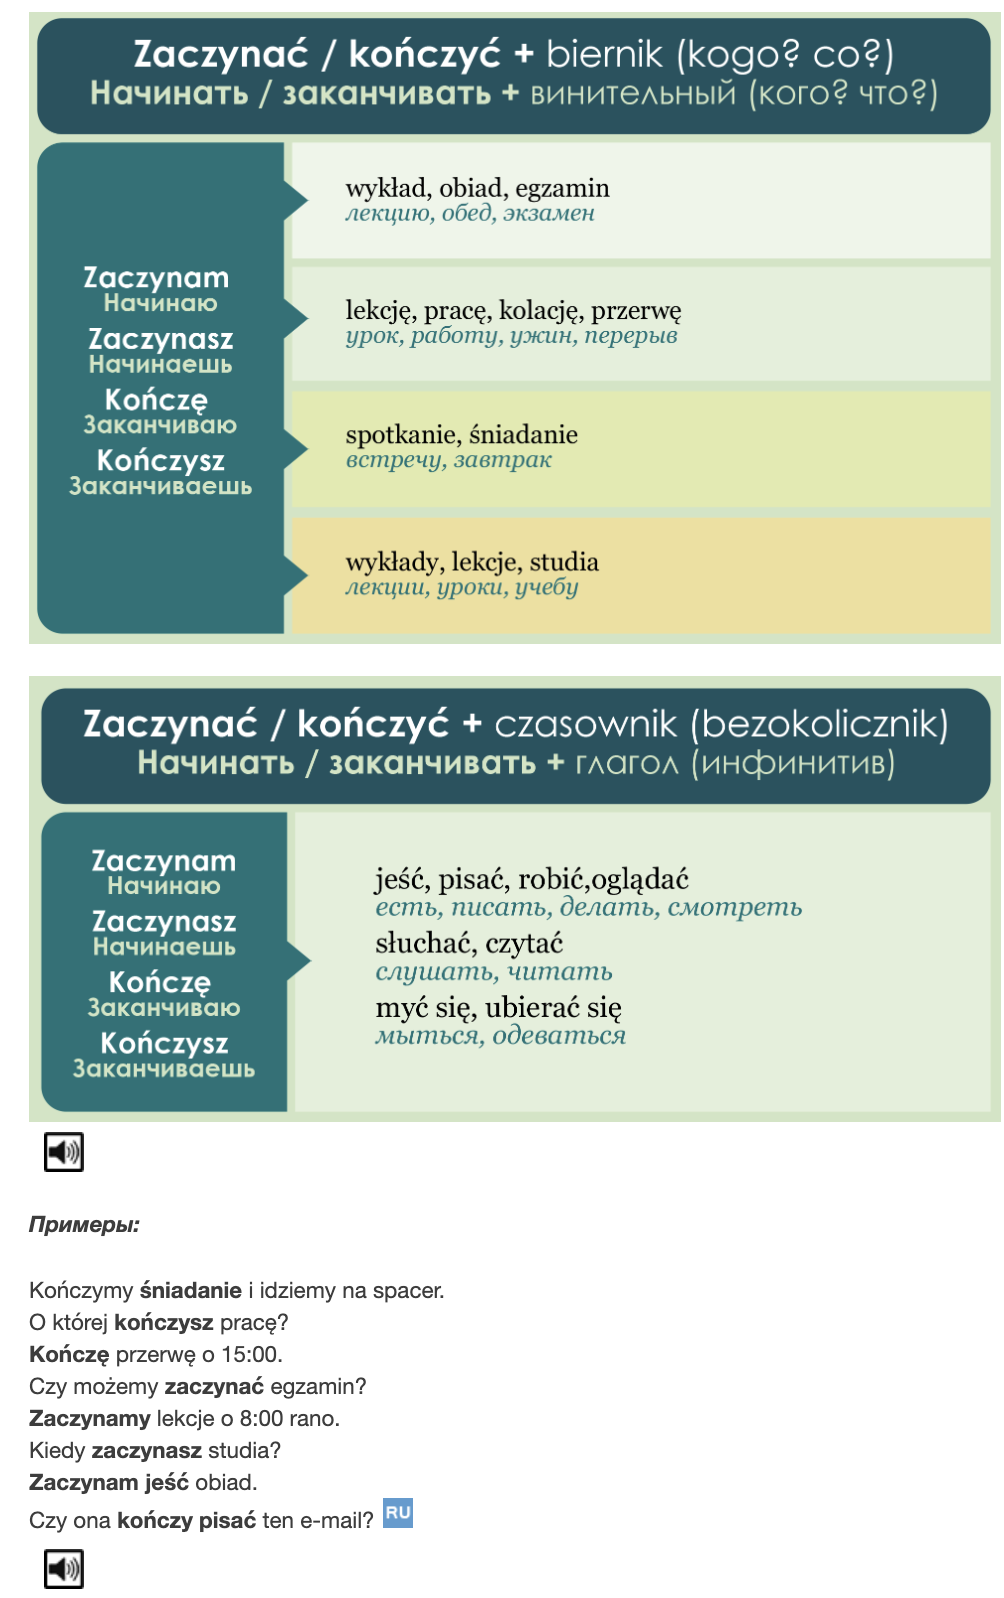 Zaczynać / kończyć + biernik (kogo? co?)
Начинать / заканчивать + винительный (кого? что?)
Zaczynam
Начинаю
Zaczynasz
Начинаешь
Kończę
Заканчиваю
Kończysz
Заканчиваешь
wykład, obiad, egzamin
лекцию, обед, экзамен
lekcję, pracę, kolację, przerwę
урок, работу, ужин, перерыв
spotkanie, śniadanie
встречу, завтрак
wykłady, lekcje, studia
лекции, уроки, учебу
Zaczynać / kończyć + czasownik (bezokolicznik)
Начинать / заканчивать + глагол (инфинитив)
Zaczynam
Начинаю
Zaczynasz
Начинаешь
Kończę
Заканчиваю
Kończysz
Заканчиваешь
jeść, pisać, robić,oglądać
есть, писать, делать, смотреть
słuchać, czytać
слушать, читать
myć się, ubierać się
мыться, одеваться
Примеры:
Kończymy śniadanie i idziemy na spacer.
O której kończysz pracę?
Kończę przerwę o 15:00.
Czy możemy zaczynać egzamin?
Zaczynamy lekcje o 8:00 rano.
Kiedy zaczynasz studia?
Zaczynam jeść obiad.
Czy ona kończy pisać ten e-mail? RU